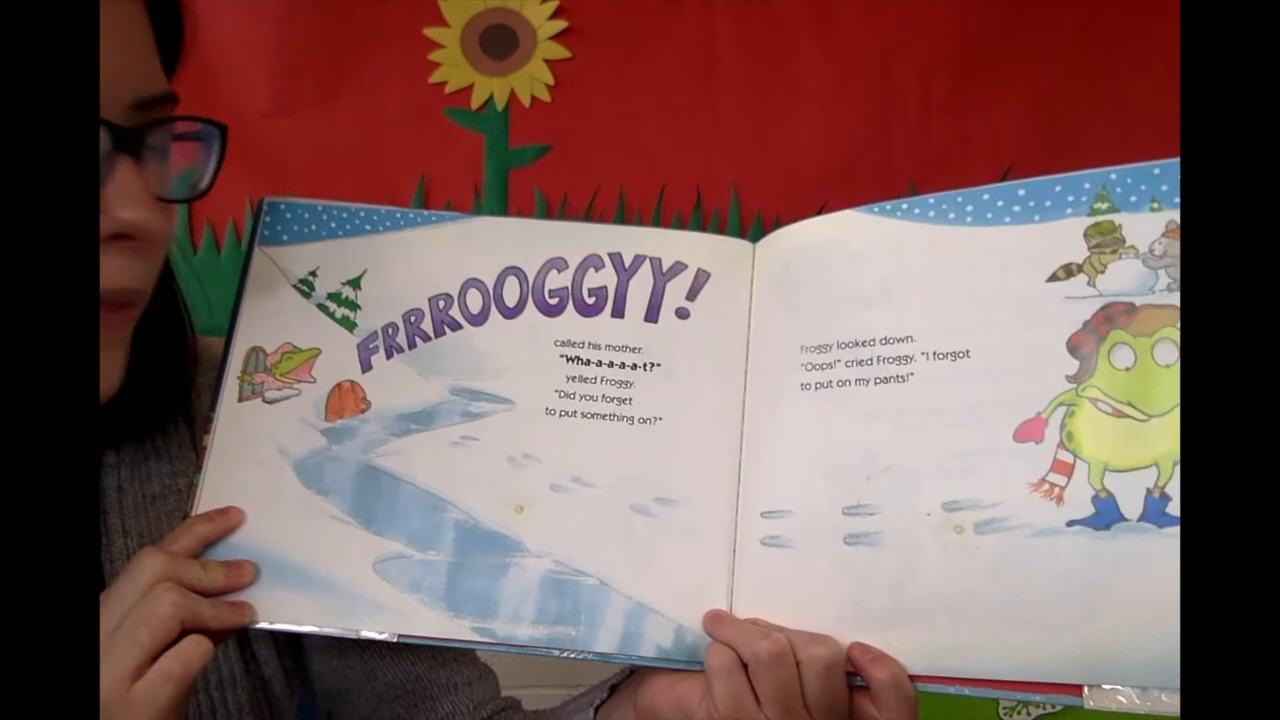 FRRROOGGYY!
called his mother.
"Wha-a-a-a-a-t?"
yelled Froggy.
"Did you forget
to put something on?"
Froggy looked down.
"Oops!" cried Froggy. "I forgot
to put on my pants!"